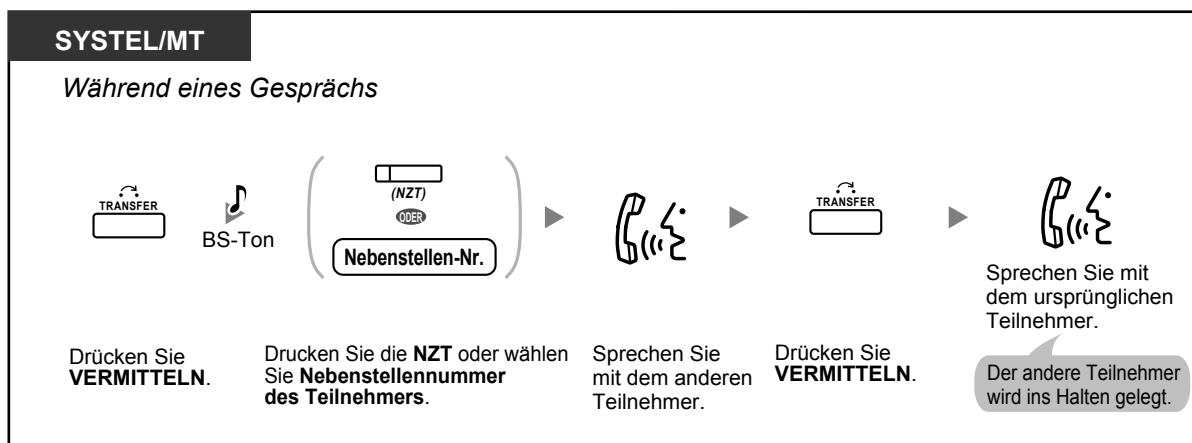 SYSTEL/MT
Während eines Gesprächs
TRANSFER
BS-Ton
(NZT)
ODER
Nebenstellen-Nr.
TRANSFER
Drücken Sie
VERMITTELN.
Drucken Sie die NZT oder wählen
Sie Nebenstellennummer
des Teilnehmers.
Sprechen Sie
mit dem anderen
Teilnehmer.
Drücken Sie
VERMITTELN.
Sprechen Sie mit
dem ursprünglichen
Teilnehmer.
Der andere Teilnehmer
wird ins Halten gelegt.